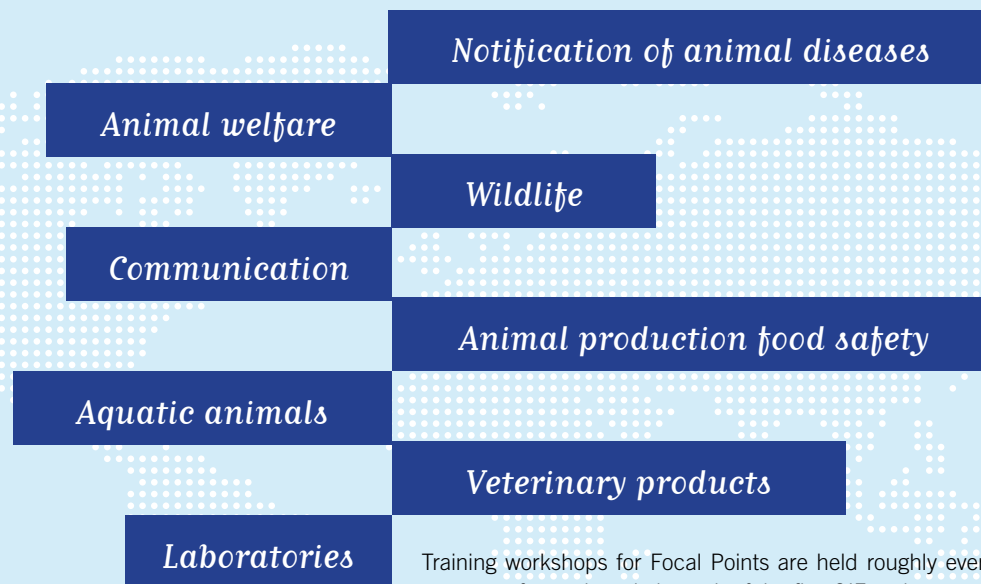 Notification of animal diseases
Animal welfare
Wildlife
Communication
Animal production food safety
Aquatic animals
Veterinary products
Laboratories
Training workshops for Focal Points are held roughly